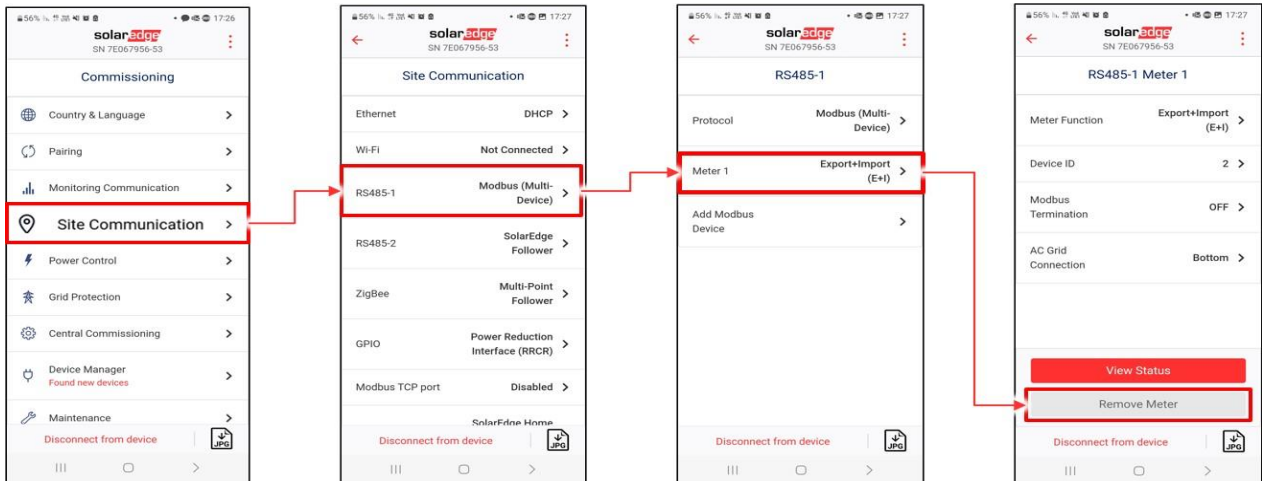 56% 17:26
solaredge
SN 7E067956-53
Commissioning
Country & Language
Pairing
Monitoring Communication
Site Communication
Power Control
Grid Protection
Central Commissioning
Device Manager
Found new devices
Maintenance
Disconnect from device
JPG
56% 17:27
solaredge
SN 7E067956-53
Site Communication
Ethernet DHCP
Wi-Fi Not Connected
RS485-1 Modbus (Multi-
Device)
RS485-2 SolarEdge
Follower
ZigBee Multi-Point
Follower
GPIO Power Reduction
Interface (RRCR)
Modbus TCP port Disabled
SolarEdge Home
Disconnect from device
JPG
56% 17:27
solaredge
SN 7E067956-53
RS485-1
Protocol Modbus (Multi-
Device)
Meter 1 Export+Import
(E+I)
Add Modbus
Device
Disconnect from device
JPG
56% 17:27
solaredge
SN 7E067956-53
RS485-1 Meter 1
Meter Function Export+Import
(E+I)
Device ID 2
Modbus
Termination OFF
AC Grid
Connection Bottom
View Status
Remove Meter
Disconnect from device
JPG